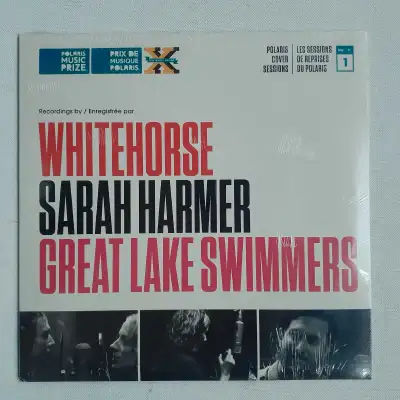 POLARIS
MUSIC
PRIZE
PRIX DE
MUSIQUE
POLARIS
X
POLARIS
COVER
SESSIONS
LES SESSIONS
DE REPRISES
DU POLARIS
1
Recordings by / Enregistrée par
WHITEHORSE
SARAH HARMER
GREAT LAKE SWIMMERS